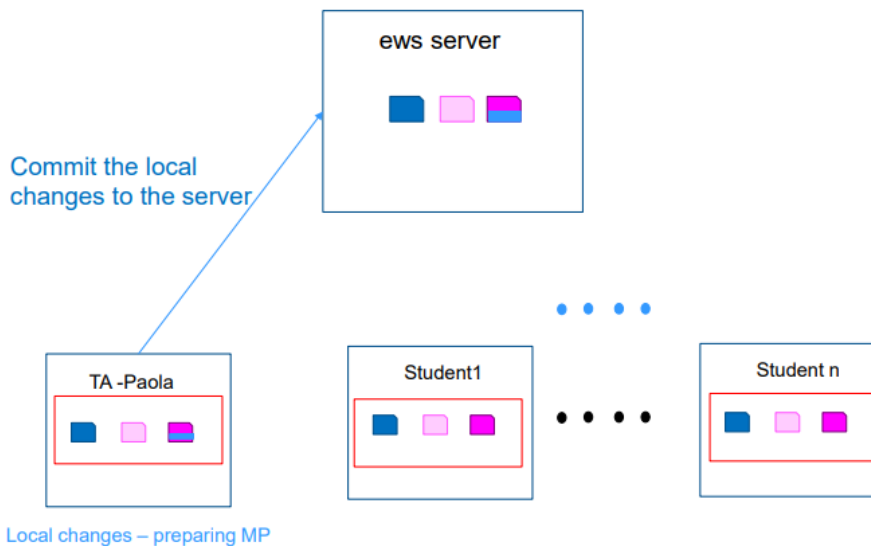 ews server
Commit the local
changes to the server
TA -Paola
Student1
Student n
Local changes – preparing MP